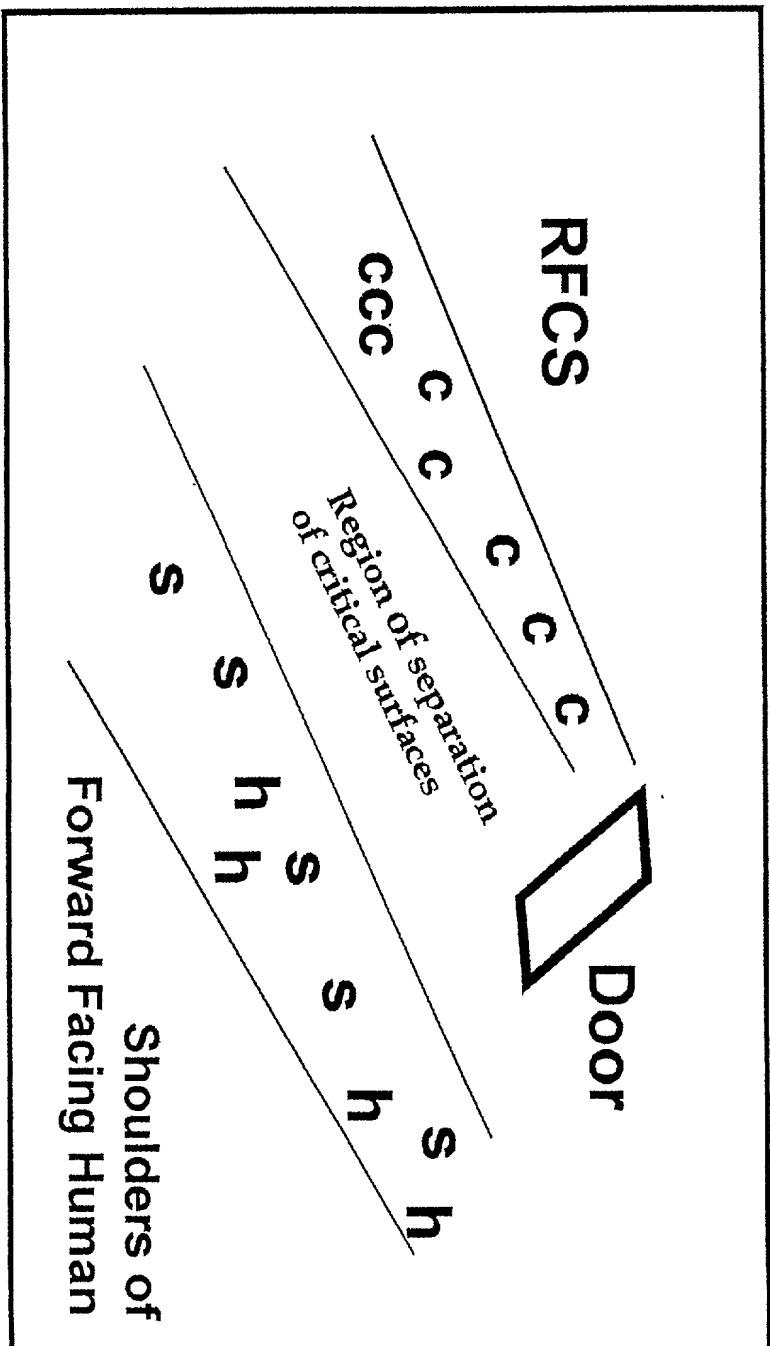 Door
RFCS
c
c
c
c c
ccc
Region of separation
of critical surfaces
s h
h
s
s
h
s h
s
Shoulders of
Forward Facing Human